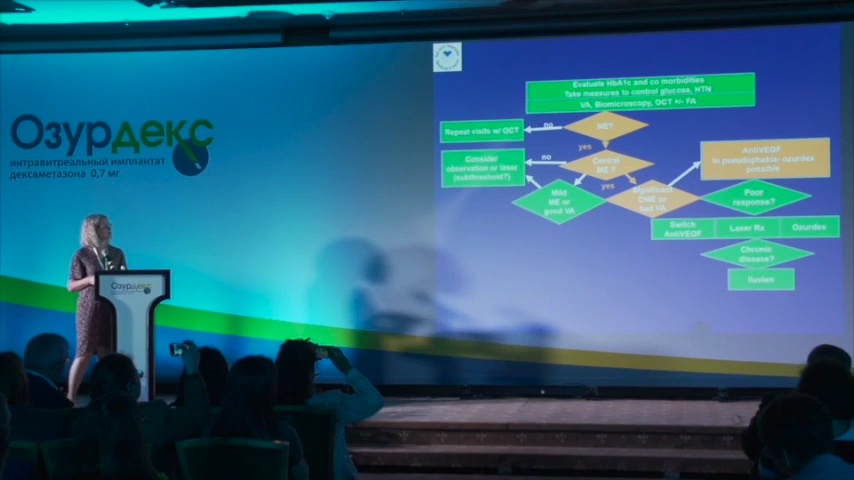 Озурдекс
интравитреальный имплантат
дексаметазона 0,7 мг
Озурдекс
Evaluate HbA1c and co morbidities
Take measures to control glucose, HTN
VA, Biomicroscopy, OCT +/- FA
Repeat visits w/ OCT
no
ME?
yes
Consider
observation or laser
(subthreshold?)
no
Central
ME ?
yes
AntiVEGF
In pseudophakia- ozurdex
possible
Mild
ME or
good VA
Significant
DME or
bad VA
Poor
response?
Switch
AntiVEGF
Laser Rx
Ozurdex
Chronic
disease?
Iluvien